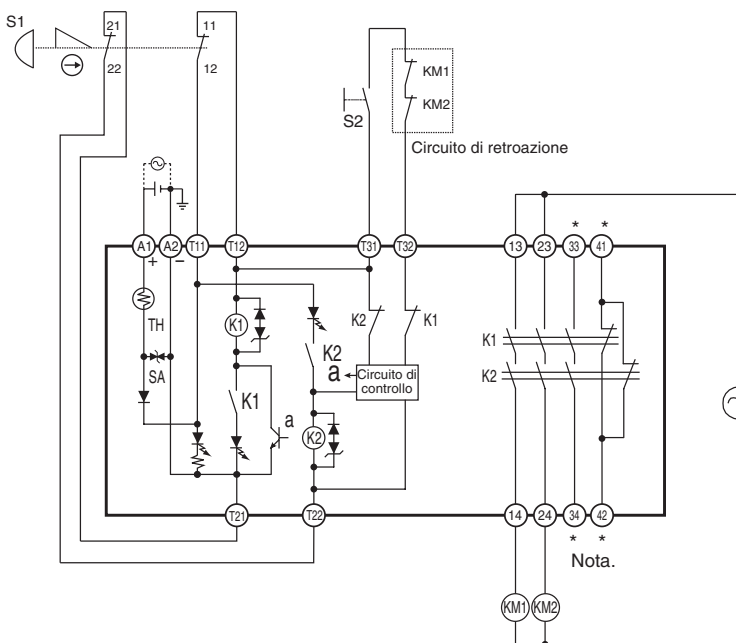 S1
21
22
11
12
S2
KM1
KM2
Circuito di retroazione
A1
A2
T11
T12
T31
T32
13
23
*
33
*
41
+
−
TH
SA
K1
K1
a
K2
K2
K2
K1
a
Circuito di
controllo
K1
K2
T21
T22
14
24
34
42
*
*
Nota.
KM1
KM2